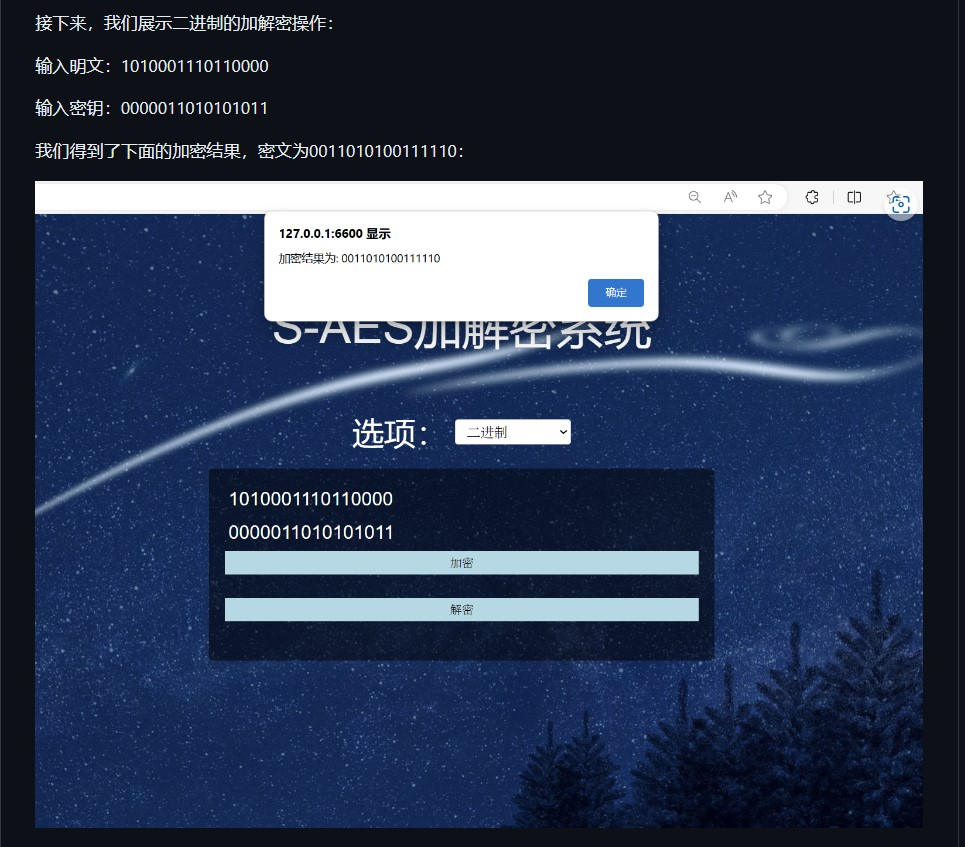 接下来，我们展示二进制的加解密操作：
输入明文：1010001110110000
输入密钥：0000011010101011
我们得到了下面的加密结果，密文为0011010100111110：
127.0.0.1:6600 显示
加密结果为: 0011010100111110
确定
S-AES加解密系统
选项：
二进制
1010001110110000
0000011010101011
加密
解密